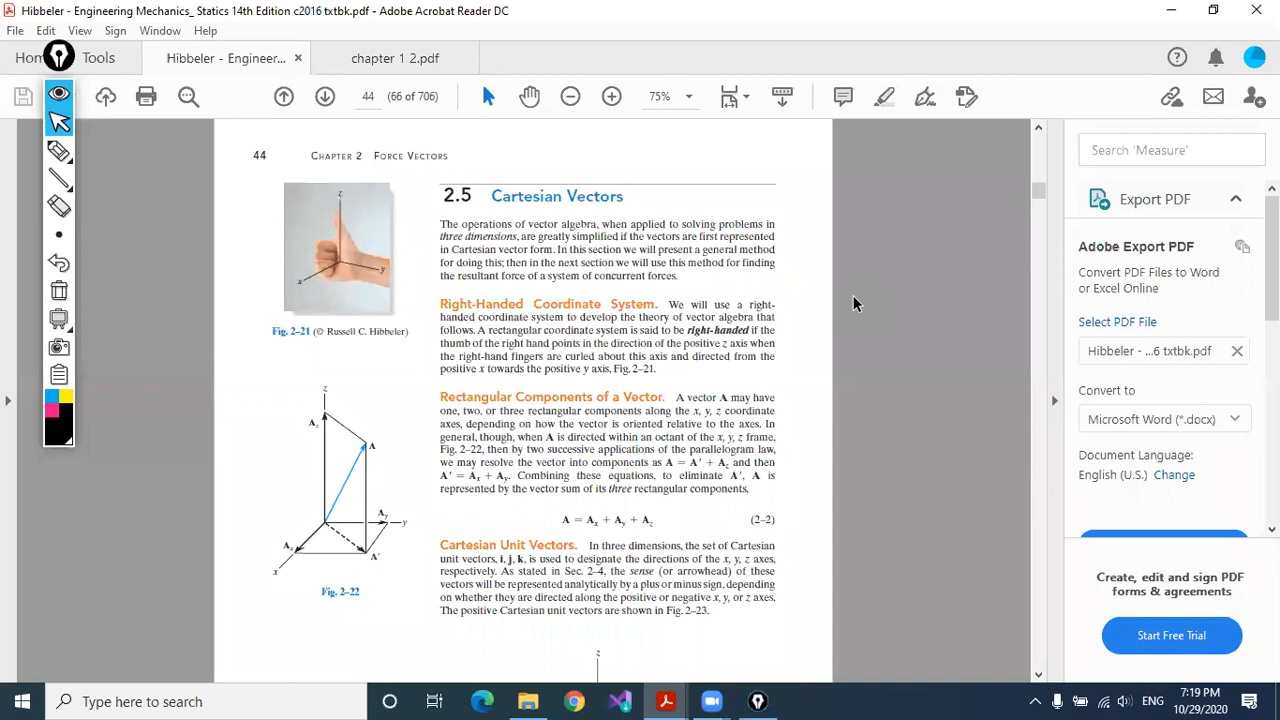 Hibbeler - Engineering Mechanics_ Statics 14th Edition c2016 txtbk.pdf - Adobe Acrobat Reader DC
File Edit View Sign Window Help
Hom Tools Hibbeler - Engineer... × chapter 1 2.pdf
44 (66 of 706) 75%
44 CHAPTER 2 FORCE VECTORS
z
y
x
Fig. 2–21 (© Russell C. Hibbeler)
2.5 Cartesian Vectors
The operations of vector algebra, when applied to solving problems in
three dimensions, are greatly simplified if the vectors are first represented
in Cartesian vector form. In this section we will present a general method
for doing this; then in the next section we will use this method for finding
the resultant force of a system of concurrent forces.
Right-Handed Coordinate System. We will use a right-
handed coordinate system to develop the theory of vector algebra that
follows. A rectangular coordinate system is said to be right-handed if the
thumb of the right hand points in the direction of the positive z axis when
the right-hand fingers are curled about this axis and directed from the
positive x towards the positive y axis, Fig. 2–21.
Rectangular Components of a Vector. A vector A may have
one, two, or three rectangular components along the x, y, z coordinate
axes, depending on how the vector is oriented relative to the axes. In
general, though, when A is directed within an octant of the x, y, z frame,
Fig. 2–22, then by two successive applications of the parallelogram law,
we may resolve the vector into components as A = A′ + Az and then
A′ = Ax + Ay. Combining these equations, to eliminate A′, A is
represented by the vector sum of its three rectangular components,
A = Ax + Ay + Az (2–2)
Cartesian Unit Vectors. In three dimensions, the set of Cartesian
unit vectors, i, j, k, is used to designate the directions of the x, y, z axes,
respectively. As stated in Sec. 2–4, the sense (or arrowhead) of these
vectors will be represented analytically by a plus or minus sign, depending
on whether they are directed along the positive or negative x, y, or z axes.
The positive Cartesian unit vectors are shown in Fig. 2–23.
z
z
Az
A
Ay
y
Ax
A′
x
Fig. 2–22
Search 'Measure'
Export PDF
Adobe Export PDF
Convert PDF Files to Word
or Excel Online
Select PDF File
Hibbeler - ...6 txtbk.pdf ×
Convert to
Microsoft Word (*.docx)
Document Language:
English (U.S.) Change
Create, edit and sign PDF
forms & agreements
Start Free Trial
Type here to search
ENG
7:19 PM
10/29/2020